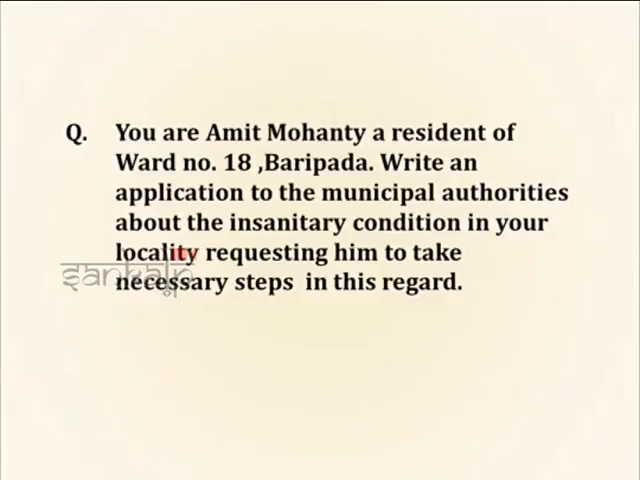 Q. You are Amit Mohanty a resident of
Ward no. 18 ,Baripada. Write an
application to the municipal authorities
about the insanitary condition in your
locality requesting him to take
sankalp
necessary steps in this regard.